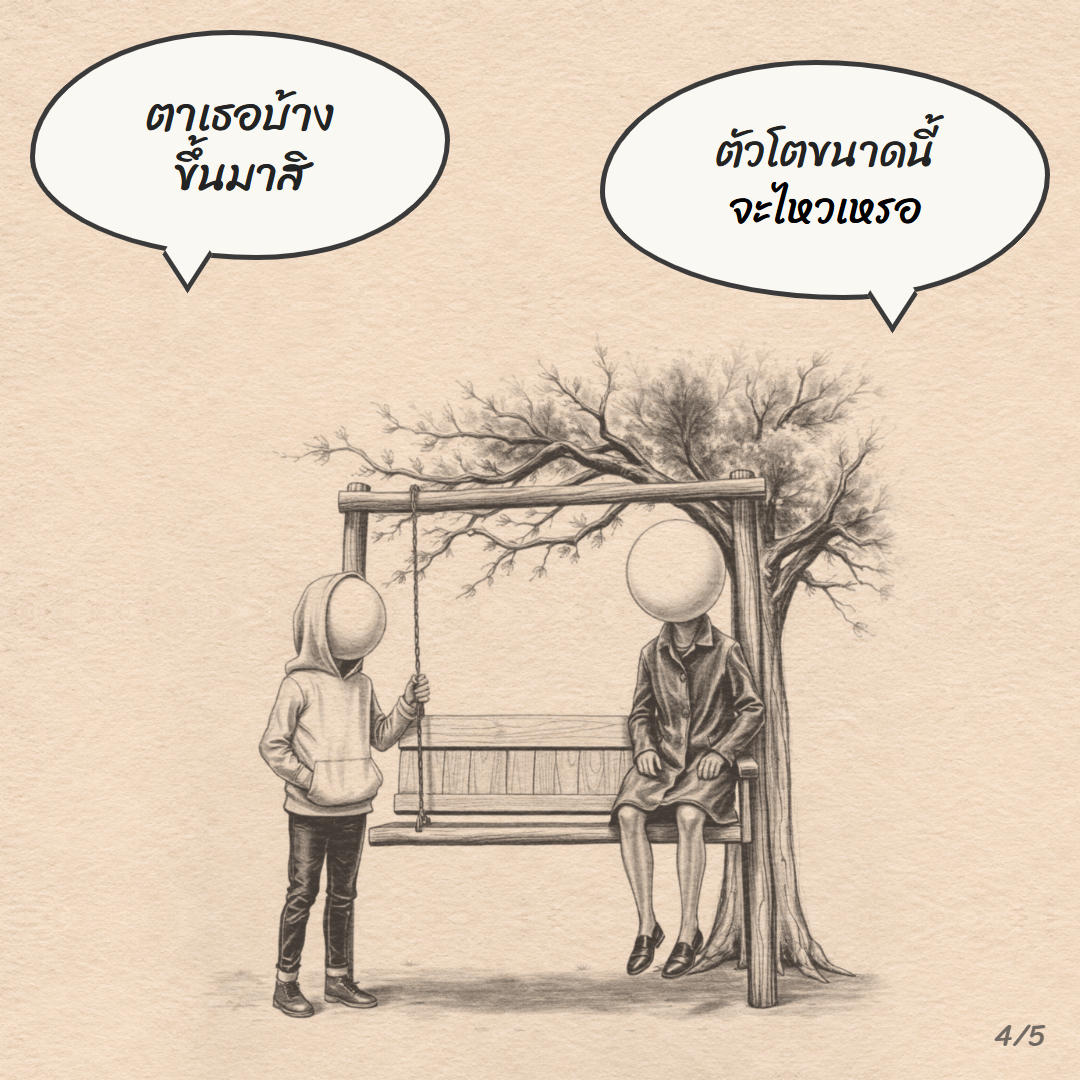 ตาเธอบ้าง
ขึ้นมาสิ
ตัวโตขนาดนี้
จะไหวเหรอ
4/5